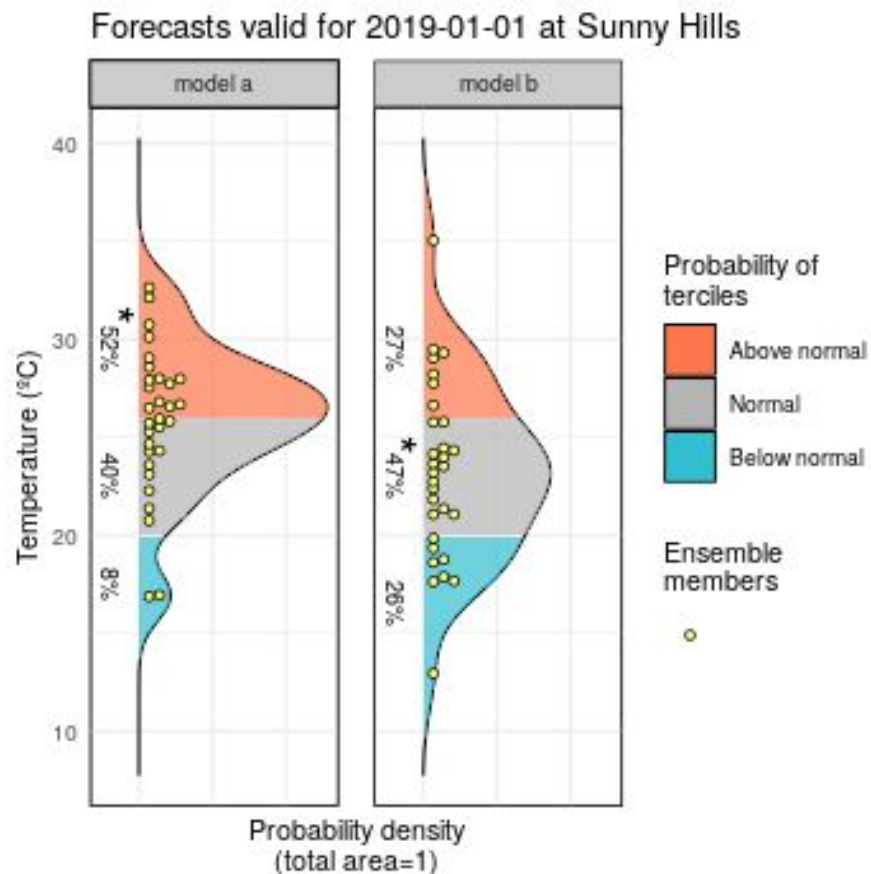 Forecasts valid for 2019-01-01 at Sunny Hills
model a
model b
Temperature (ºC)
40
30
20
10
*
52%
40%
8%
27%
*
47%
26%
Probability density
(total area=1)
Probability of
terciles
Above normal
Normal
Below normal
Ensemble
members